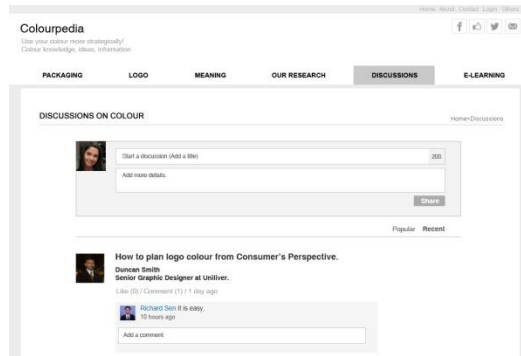 Home About Contact Login Others
Colourpedia
Use your colour more strategically!
Colour knowledge, ideas, information
PACKAGING LOGO MEANING OUR RESEARCH DISCUSSIONS E-LEARNING
DISCUSSIONS ON COLOUR
Home>Discussions
Start a discussion (Add a title) 200
Add more details.
Share
Popular Recent
How to plan logo colour from Consumer's Perspective.
Duncan Smith
Senior Graphic Designer at Uniliver.
Like (0) / Comment (1) / 1 day ago
Richard Sen It is easy.
10 hours ago
Add a comment